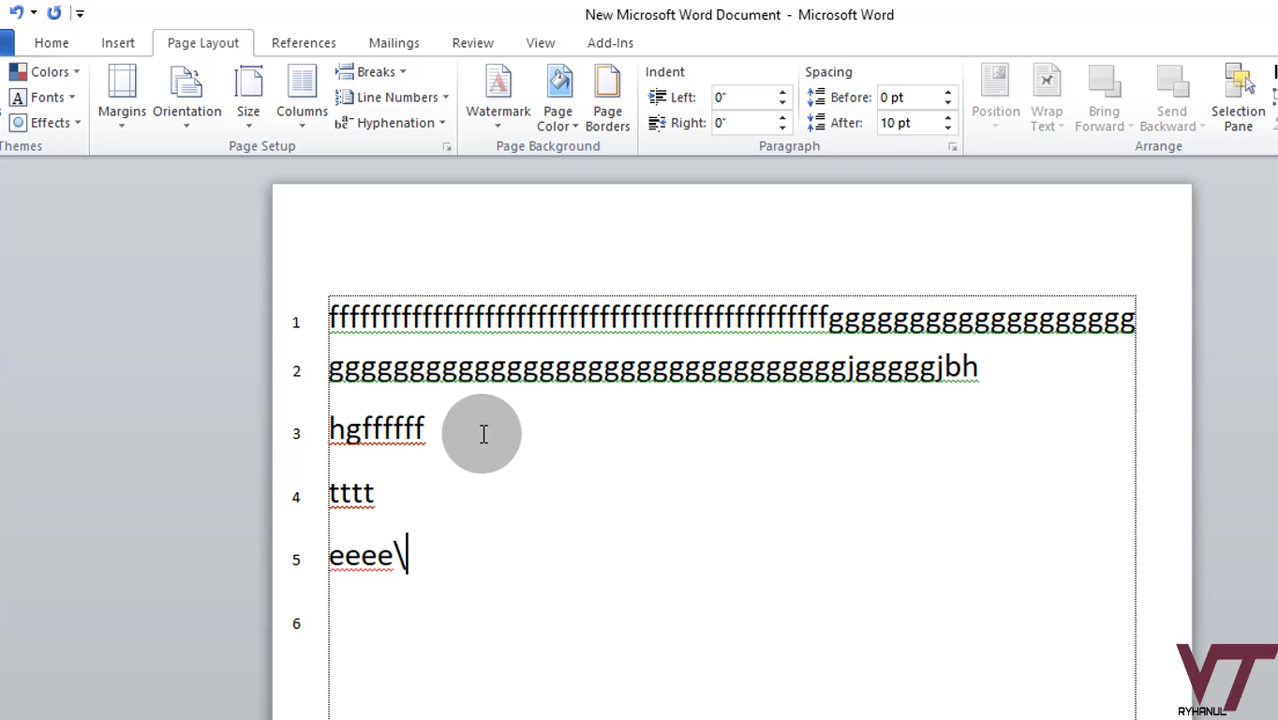 New Microsoft Word Document - Microsoft Word
Home Insert Page Layout References Mailings Review View Add-Ins
Colors Breaks Indent Spacing
Fonts Line Numbers Left: 0" Before: 0 pt
Effects Margins Orientation Size Columns Hyphenation Watermark Page Color Page Borders Right: 0" After: 10 pt Position Wrap Text Bring Forward Send Backward Selection Pane
Themes Page Setup Page Background Paragraph Arrange
1 ffffffffffffffffffffffffffffffffffffffffffffffffggggggggggggggggggg
2 ggggggggggggggggggggggggggggggggjgggggjbh
3 hgffffff
4 tttt
5 eeee\
6
VT
RYHANUL